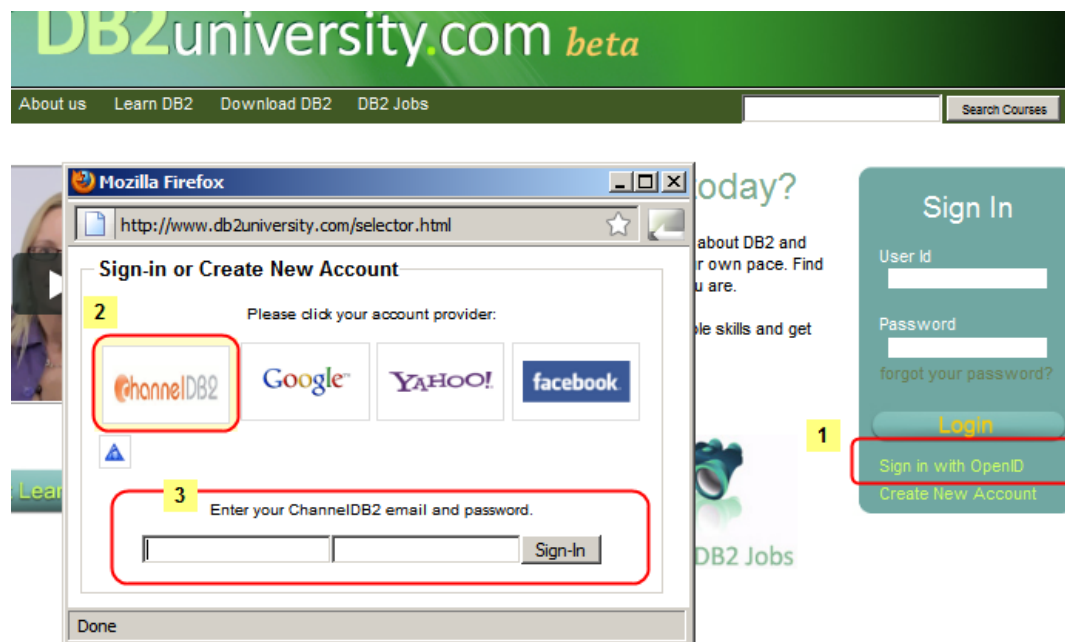 DB2university.com beta
About us Learn DB2 Download DB2 DB2 Jobs
Search Courses
Mozilla Firefox
http://www.db2university.com/selector.html
Sign-in or Create New Account
2
Please click your account provider:
ChannelDB2
Google
YAHOO!
facebook
3
Enter your ChannelDB2 email and password.
Sign-In
Done
oday?
about DB2 and
r own pace. Find
u are.
le skills and get
DB2 Jobs
Lear
Sign In
User Id
Password
forgot your password?
Login
1
Sign in with OpenID
Create New Account